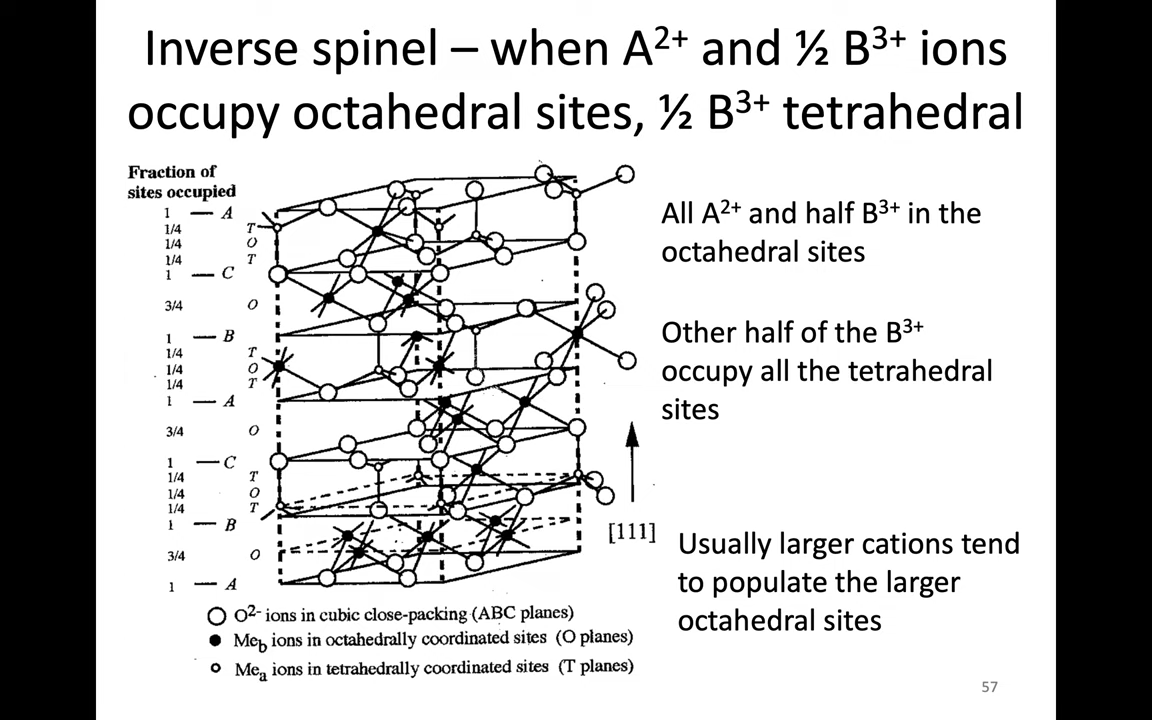 Inverse spinel – when A²⁺ and ½ B³⁺ ions
occupy octahedral sites, ½ B³⁺ tetrahedral
Fraction of
sites occupied
1 — A
1/4 T
1/4 O
1/4 T
1 — C
3/4 O
1 — B
1/4 T
1/4 O
1/4 T
1 — A
3/4 O
1 — C
1/4 T
1/4 O
1/4 T
1 — B
3/4 O
1 — A
[111]
O²⁻ ions in cubic close-packing (ABC planes)
Me_b ions in octahedrally coordinated sites (O planes)
Me_a ions in tetrahedrally coordinated sites (T planes)
All A²⁺ and half B³⁺ in the
octahedral sites
Other half of the B³⁺
occupy all the tetrahedral
sites
Usually larger cations tend
to populate the larger
octahedral sites
57